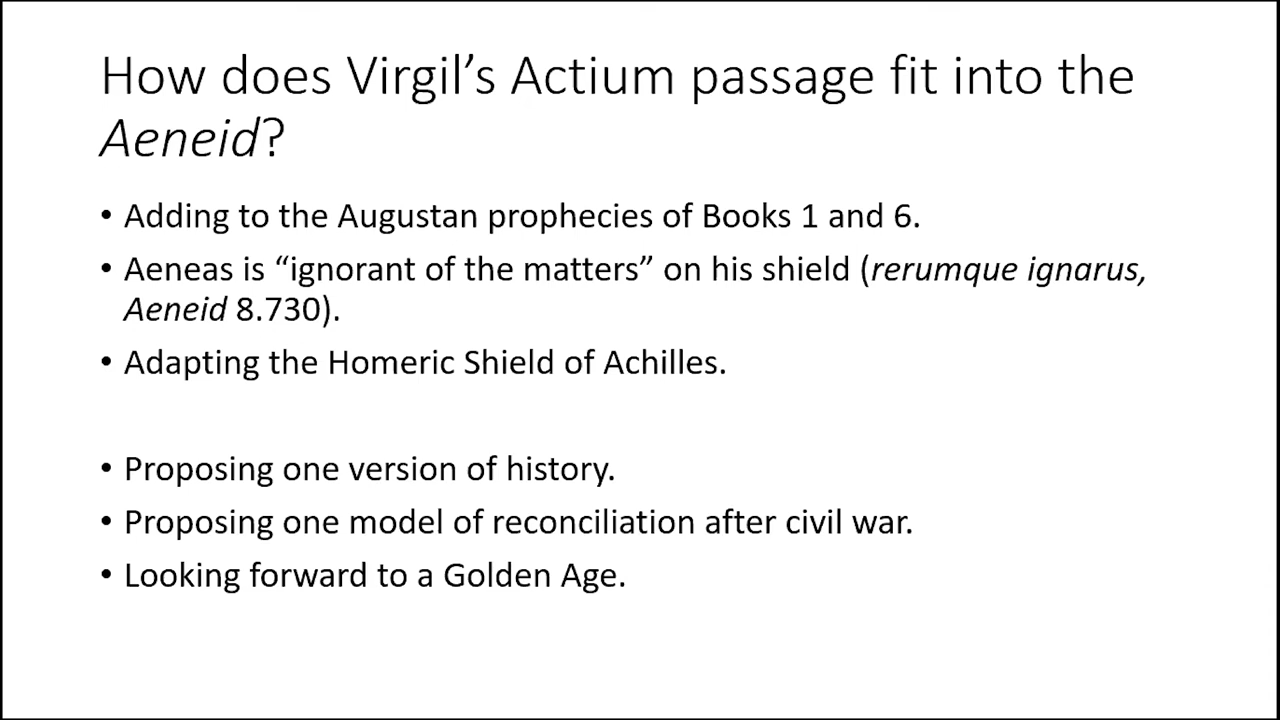 How does Virgil’s Actium passage fit into the
Aeneid?
• Adding to the Augustan prophecies of Books 1 and 6.
• Aeneas is “ignorant of the matters” on his shield (rerumque ignarus,
Aeneid 8.730).
• Adapting the Homeric Shield of Achilles.
• Proposing one version of history.
• Proposing one model of reconciliation after civil war.
• Looking forward to a Golden Age.